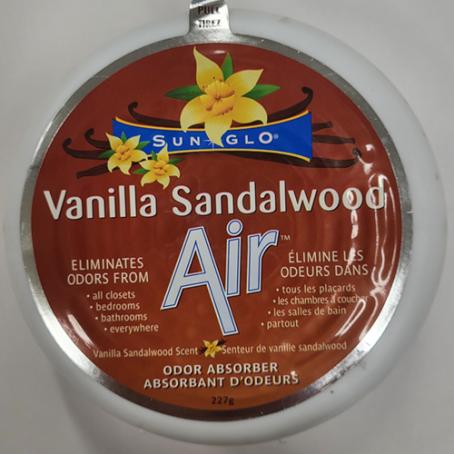 PULL
TIREZ
SUN GLO®
Vanilla Sandalwood
Air™
ELIMINATES
ODORS FROM
• all closets
• bedrooms
• bathrooms
• everywhere
ÉLIMINE LES
ODEURS DANS
• tous les placards
• les chambres à coucher
• les salles de bain
• partout
Vanilla Sandalwood Scent Senteur de vanille sandalwood
ODOR ABSORBER
ABSORBANT D'ODEURS
227g